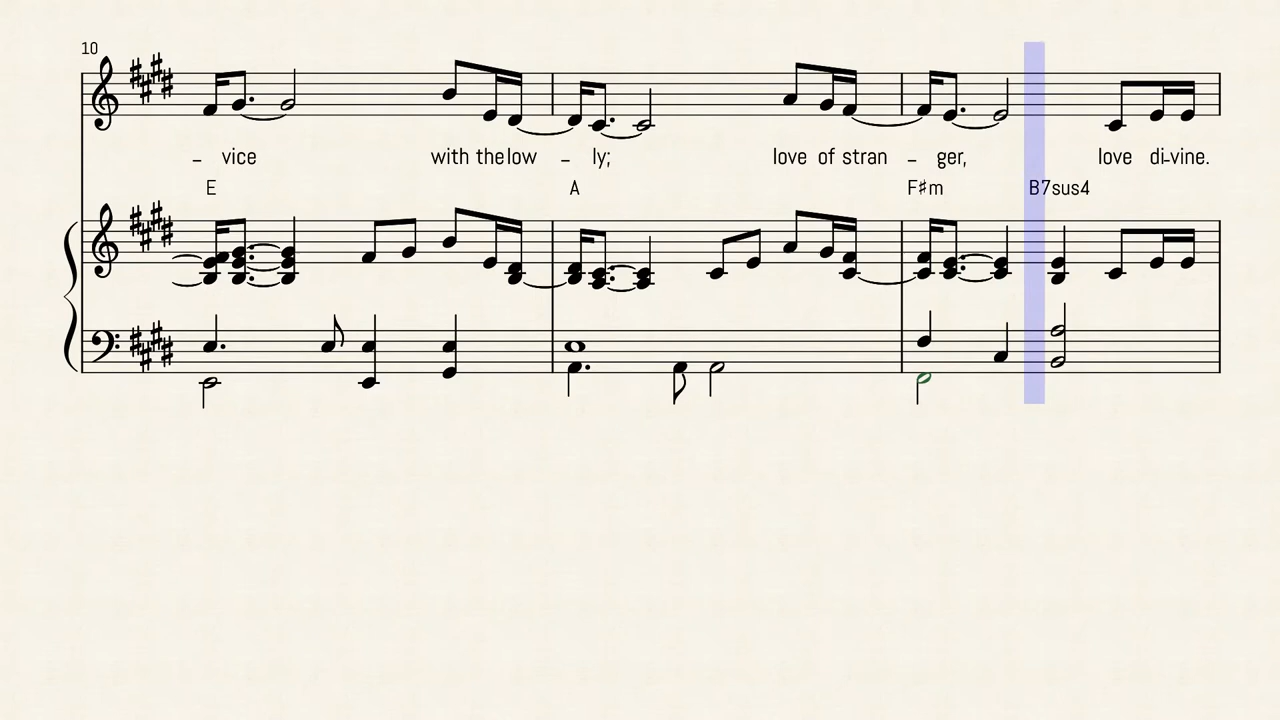 10
– vice with the low – ly; love of stran – ger, love di-vine.
E A F♯m B7sus4